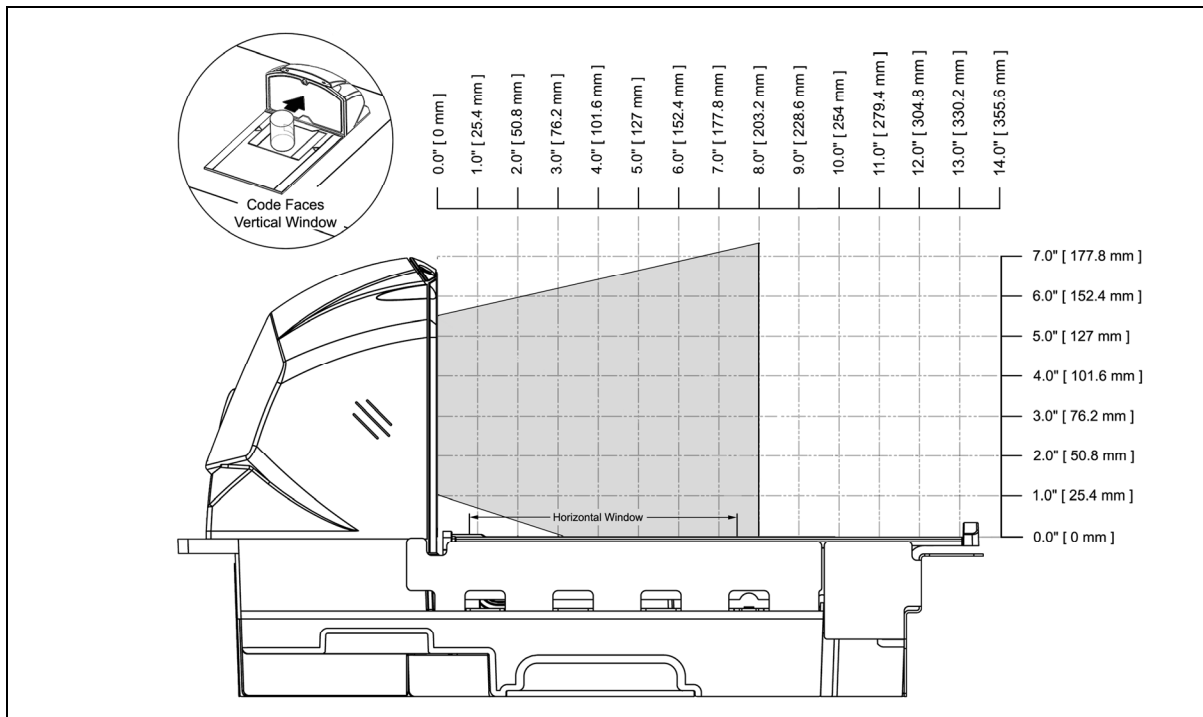 Code Faces
Vertical Window
0.0" [ 0 mm ]
1.0" [ 25.4 mm ]
2.0" [ 50.8 mm ]
3.0" [ 76.2 mm ]
4.0" [ 101.6 mm ]
5.0" [ 127 mm ]
6.0" [ 152.4 mm ]
7.0" [ 177.8 mm ]
8.0" [ 203.2 mm ]
9.0" [ 228.6 mm ]
10.0" [ 254 mm ]
11.0" [ 279.4 mm ]
12.0" [ 304.8 mm ]
13.0" [ 330.2 mm ]
14.0" [ 355.6 mm ]
7.0" [ 177.8 mm ]
6.0" [ 152.4 mm ]
5.0" [ 127 mm ]
4.0" [ 101.6 mm ]
3.0" [ 76.2 mm ]
2.0" [ 50.8 mm ]
1.0" [ 25.4 mm ]
Horizontal Window
0.0" [ 0 mm ]